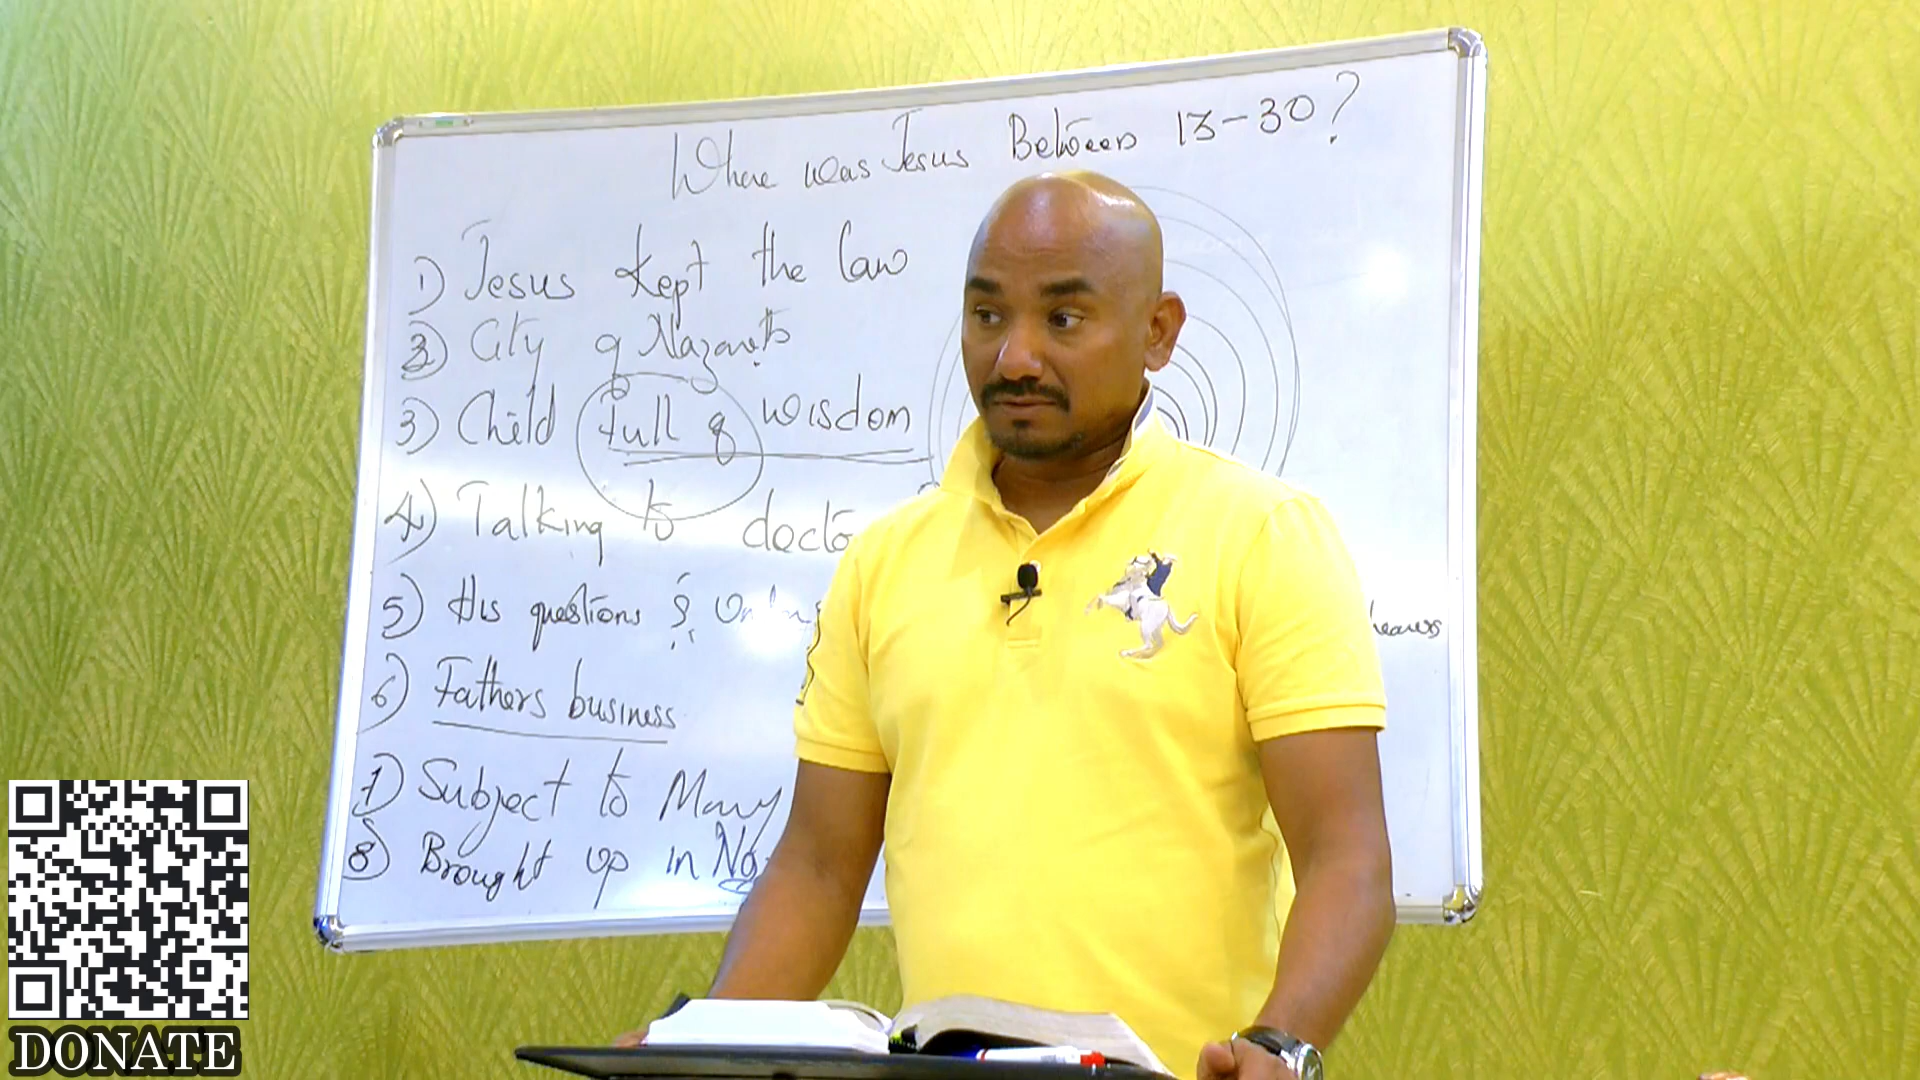 Where was Jesus Between 13-30?
1) Jesus kept the law
2) City of Nazareth
3) Child full of wisdom
4) Talking to docto
5) His questions &
6) Fathers business
7) Subject to Mary
8) Brought up in Na
DONATE